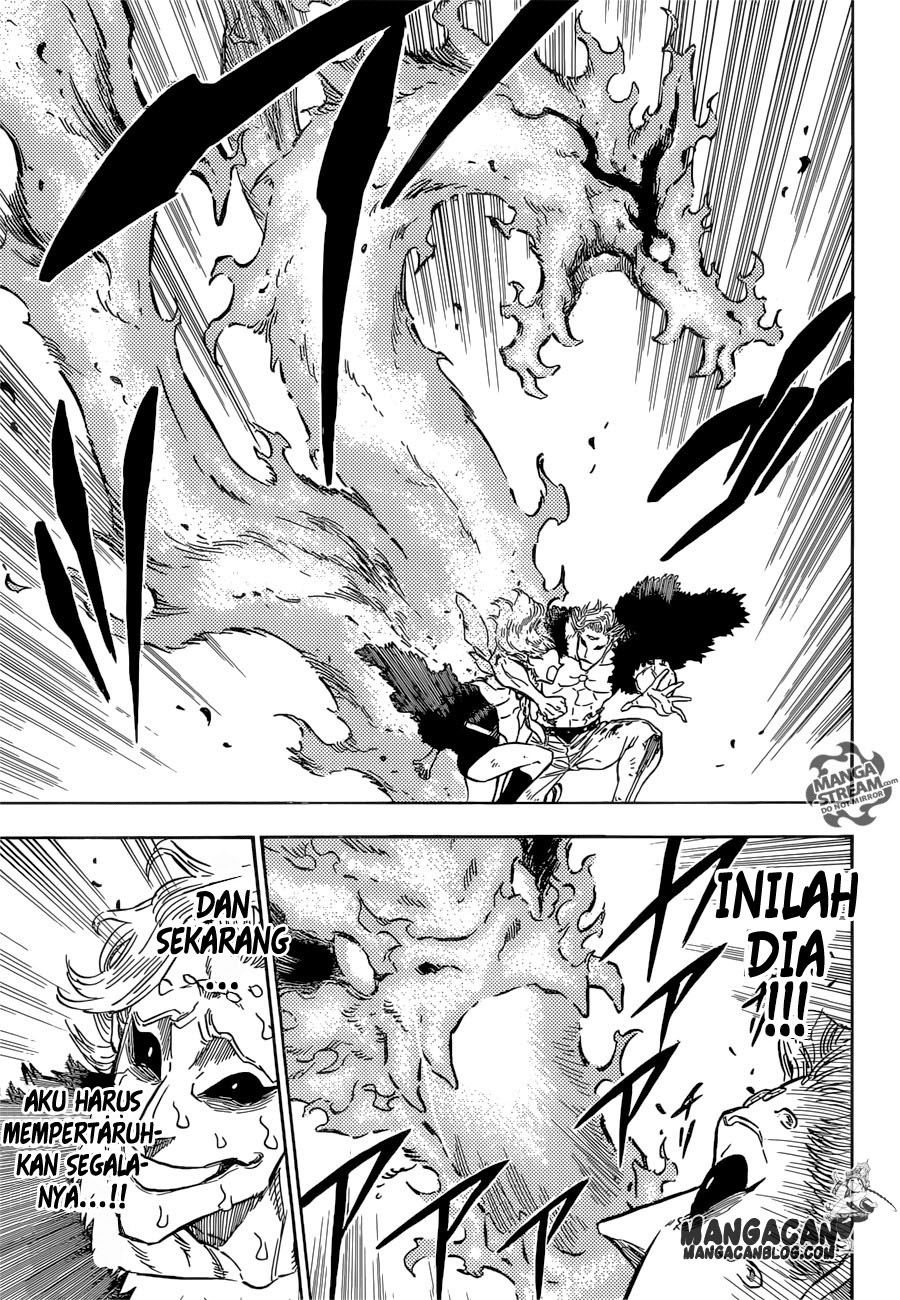 MANGA
STREAM.com
DO NOT MIRROR
INILAH
DIA
!!!
DAN
SEKARANG
...
AKU HARUS
MEMPERTARUH-
KAN SEGALA-
NYA...!!
MANGACAN
MANGACANBLOG.COM